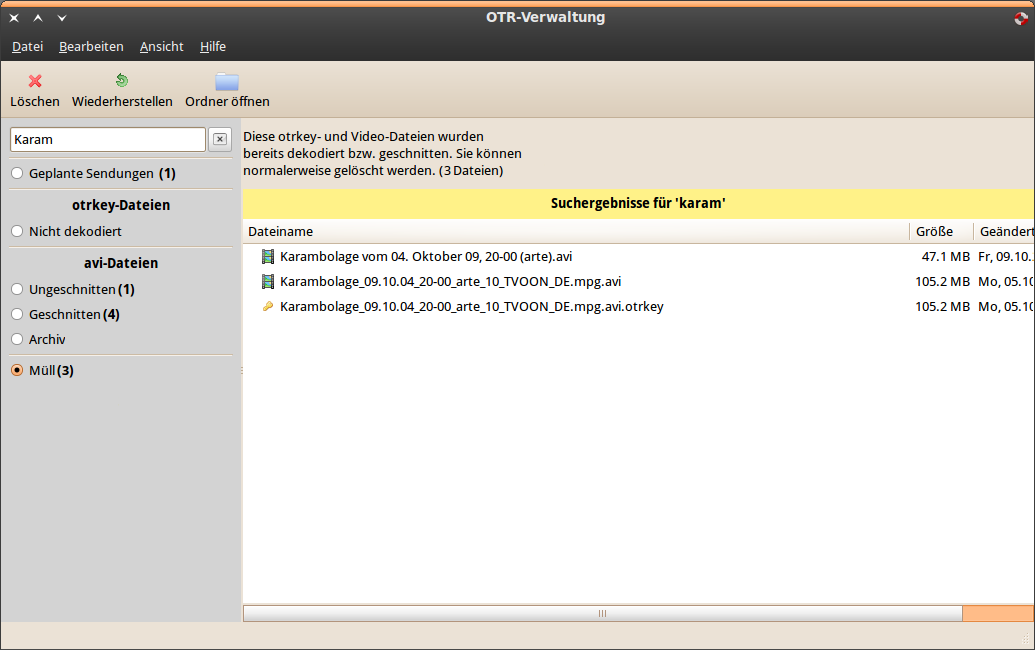 OTR-Verwaltung
Datei Bearbeiten Ansicht Hilfe
Löschen Wiederherstellen Ordner öffnen
Karam
Geplante Sendungen (1)
otrkey-Dateien
Nicht dekodiert
avi-Dateien
Ungeschnitten (1)
Geschnitten (4)
Archiv
Müll (3)
Diese otrkey- und Video-Dateien wurden
bereits dekodiert bzw. geschnitten. Sie können
normalerweise gelöscht werden. (3 Dateien)
Suchergebnisse für 'karam'
Dateiname Größe Geändert
Karambolage vom 04. Oktober 09, 20-00 (arte).avi 47.1 MB Fr, 09.10..
Karambolage_09.10.04_20-00_arte_10_TVOON_DE.mpg.avi 105.2 MB Mo, 05.10
Karambolage_09.10.04_20-00_arte_10_TVOON_DE.mpg.avi.otrkey 105.2 MB Mo, 05.10